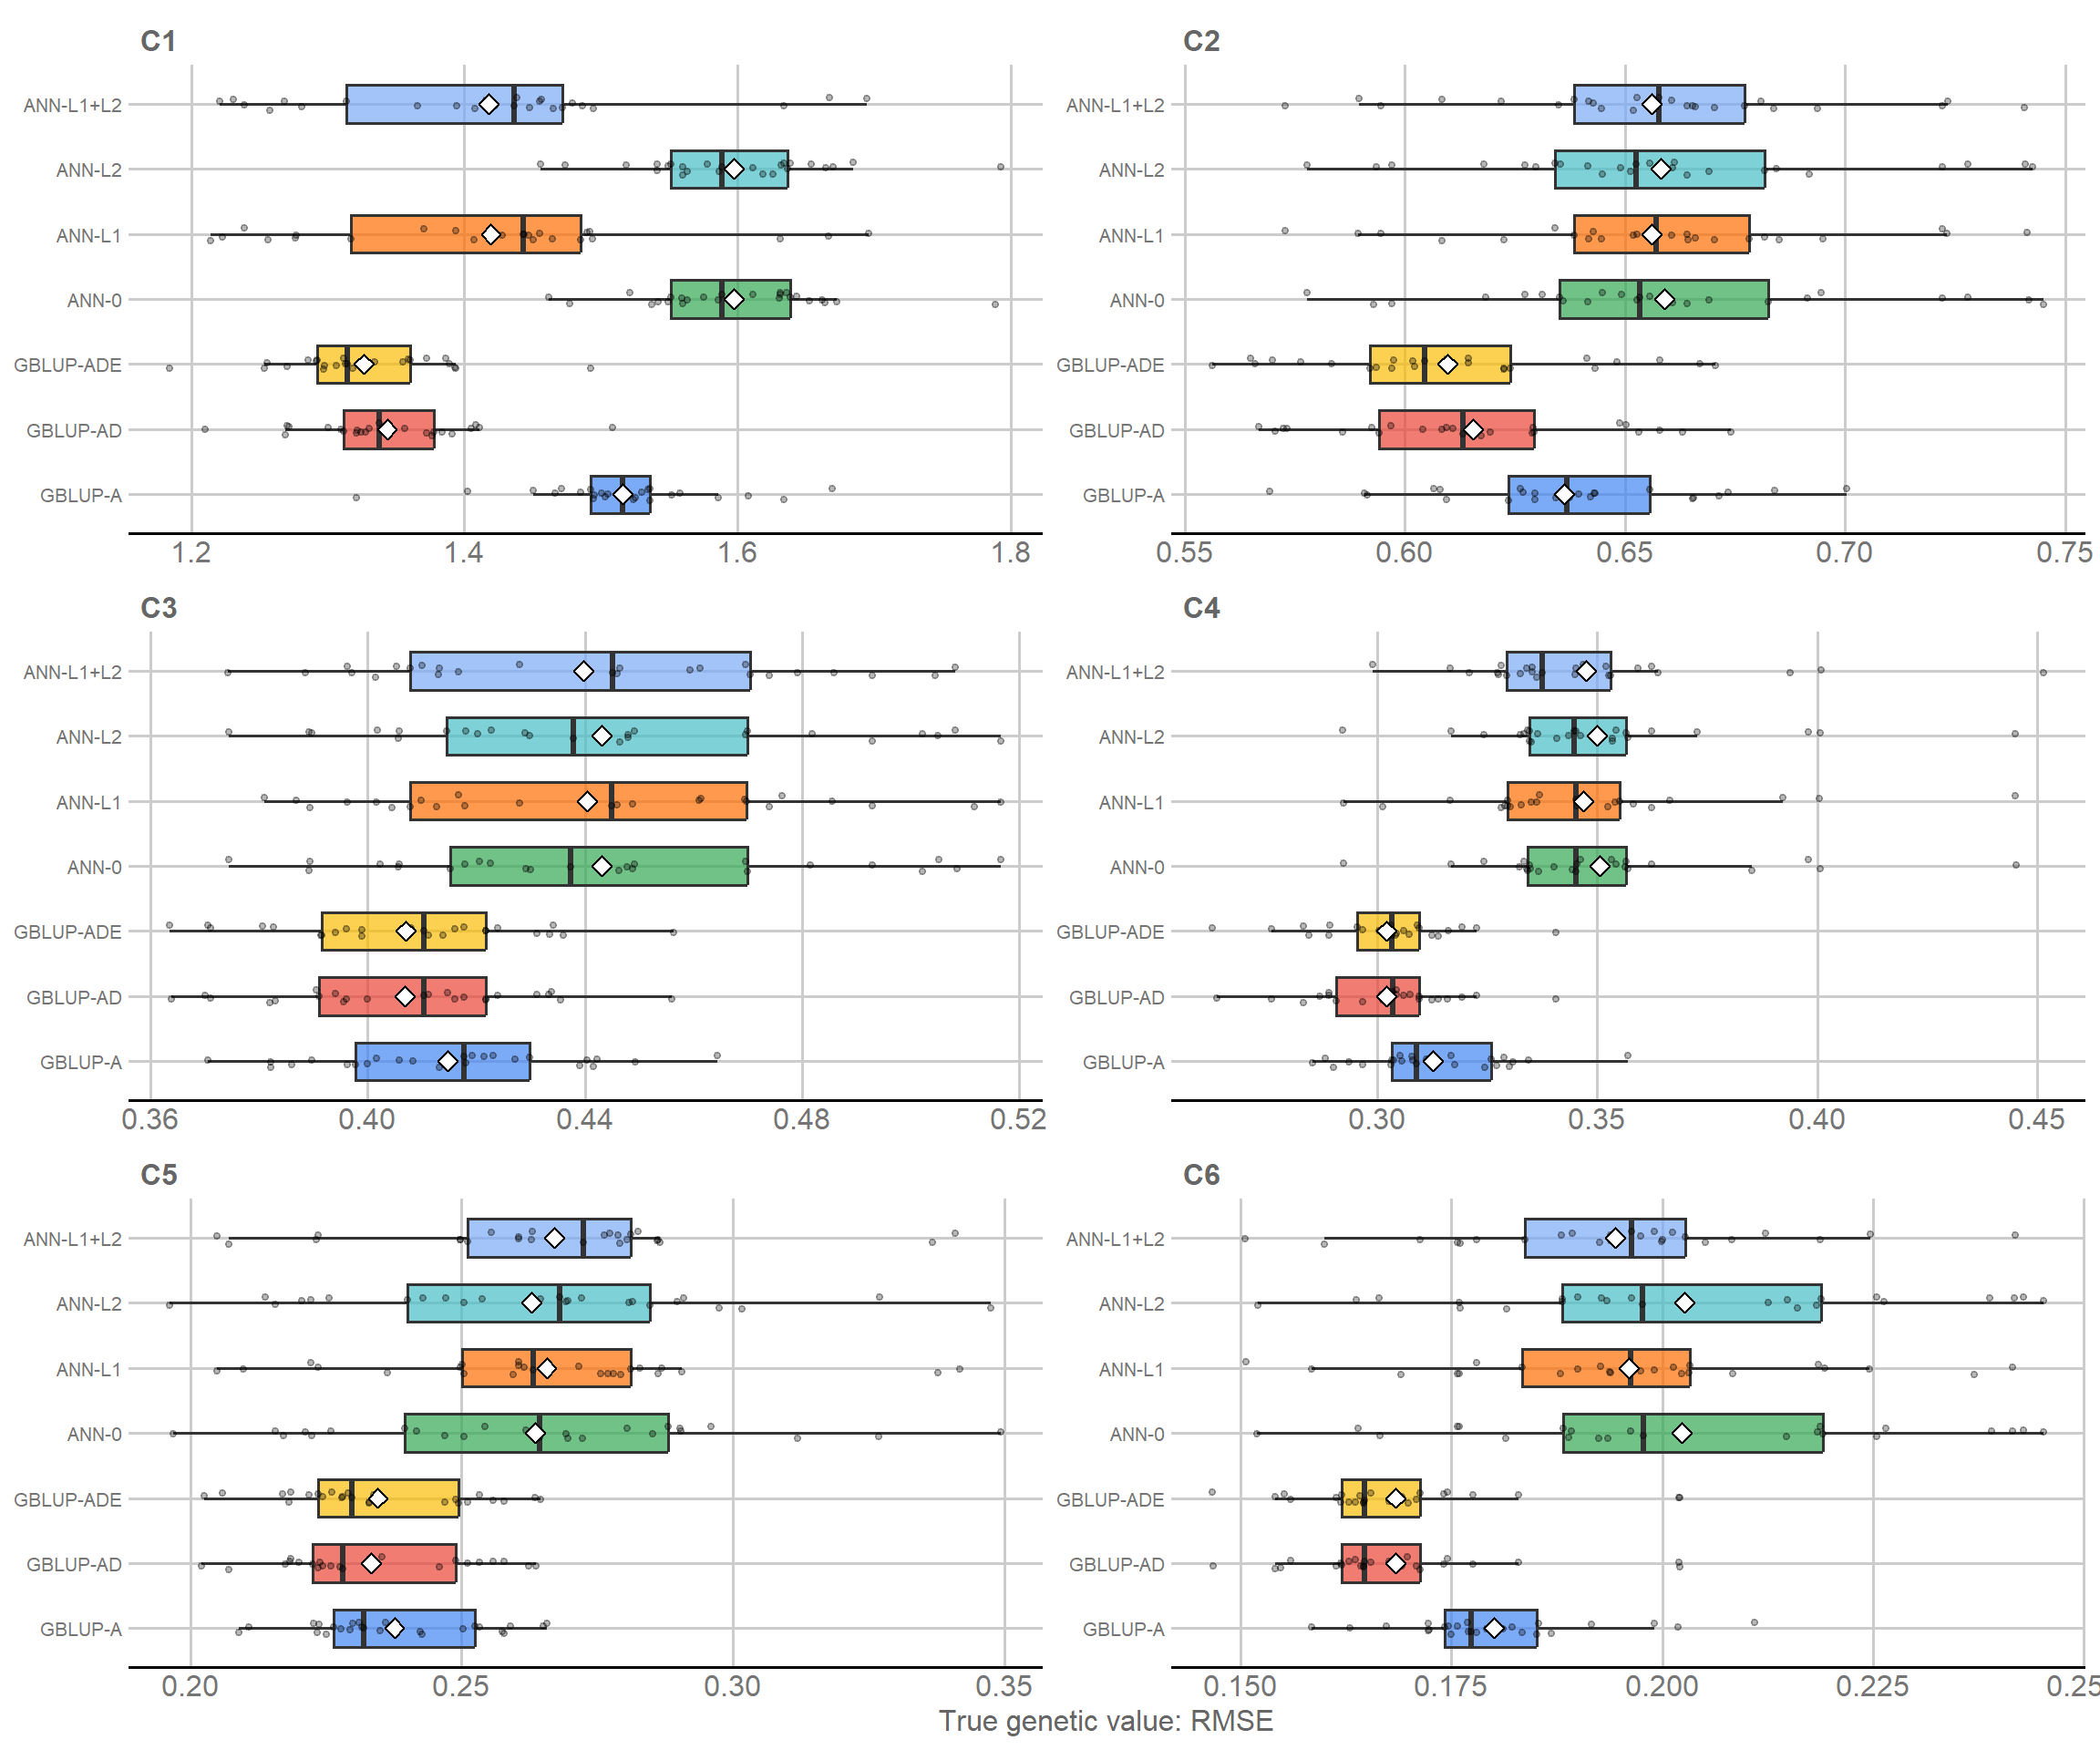 C1
ANN-L1+L2
ANN-L2
ANN-L1
ANN-0
GBLUP-ADE
GBLUP-AD
GBLUP-A
1.2 1.4 1.6 1.8
C2
ANN-L1+L2
ANN-L2
ANN-L1
ANN-0
GBLUP-ADE
GBLUP-AD
GBLUP-A
0.55 0.60 0.65 0.70 0.75
C3
ANN-L1+L2
ANN-L2
ANN-L1
ANN-0
GBLUP-ADE
GBLUP-AD
GBLUP-A
0.36 0.40 0.44 0.48 0.52
C4
ANN-L1+L2
ANN-L2
ANN-L1
ANN-0
GBLUP-ADE
GBLUP-AD
GBLUP-A
0.30 0.35 0.40 0.45
C5
ANN-L1+L2
ANN-L2
ANN-L1
ANN-0
GBLUP-ADE
GBLUP-AD
GBLUP-A
0.20 0.25 0.30 0.35
C6
ANN-L1+L2
ANN-L2
ANN-L1
ANN-0
GBLUP-ADE
GBLUP-AD
GBLUP-A
0.150 0.175 0.200 0.225 0.25
True genetic value: RMSE